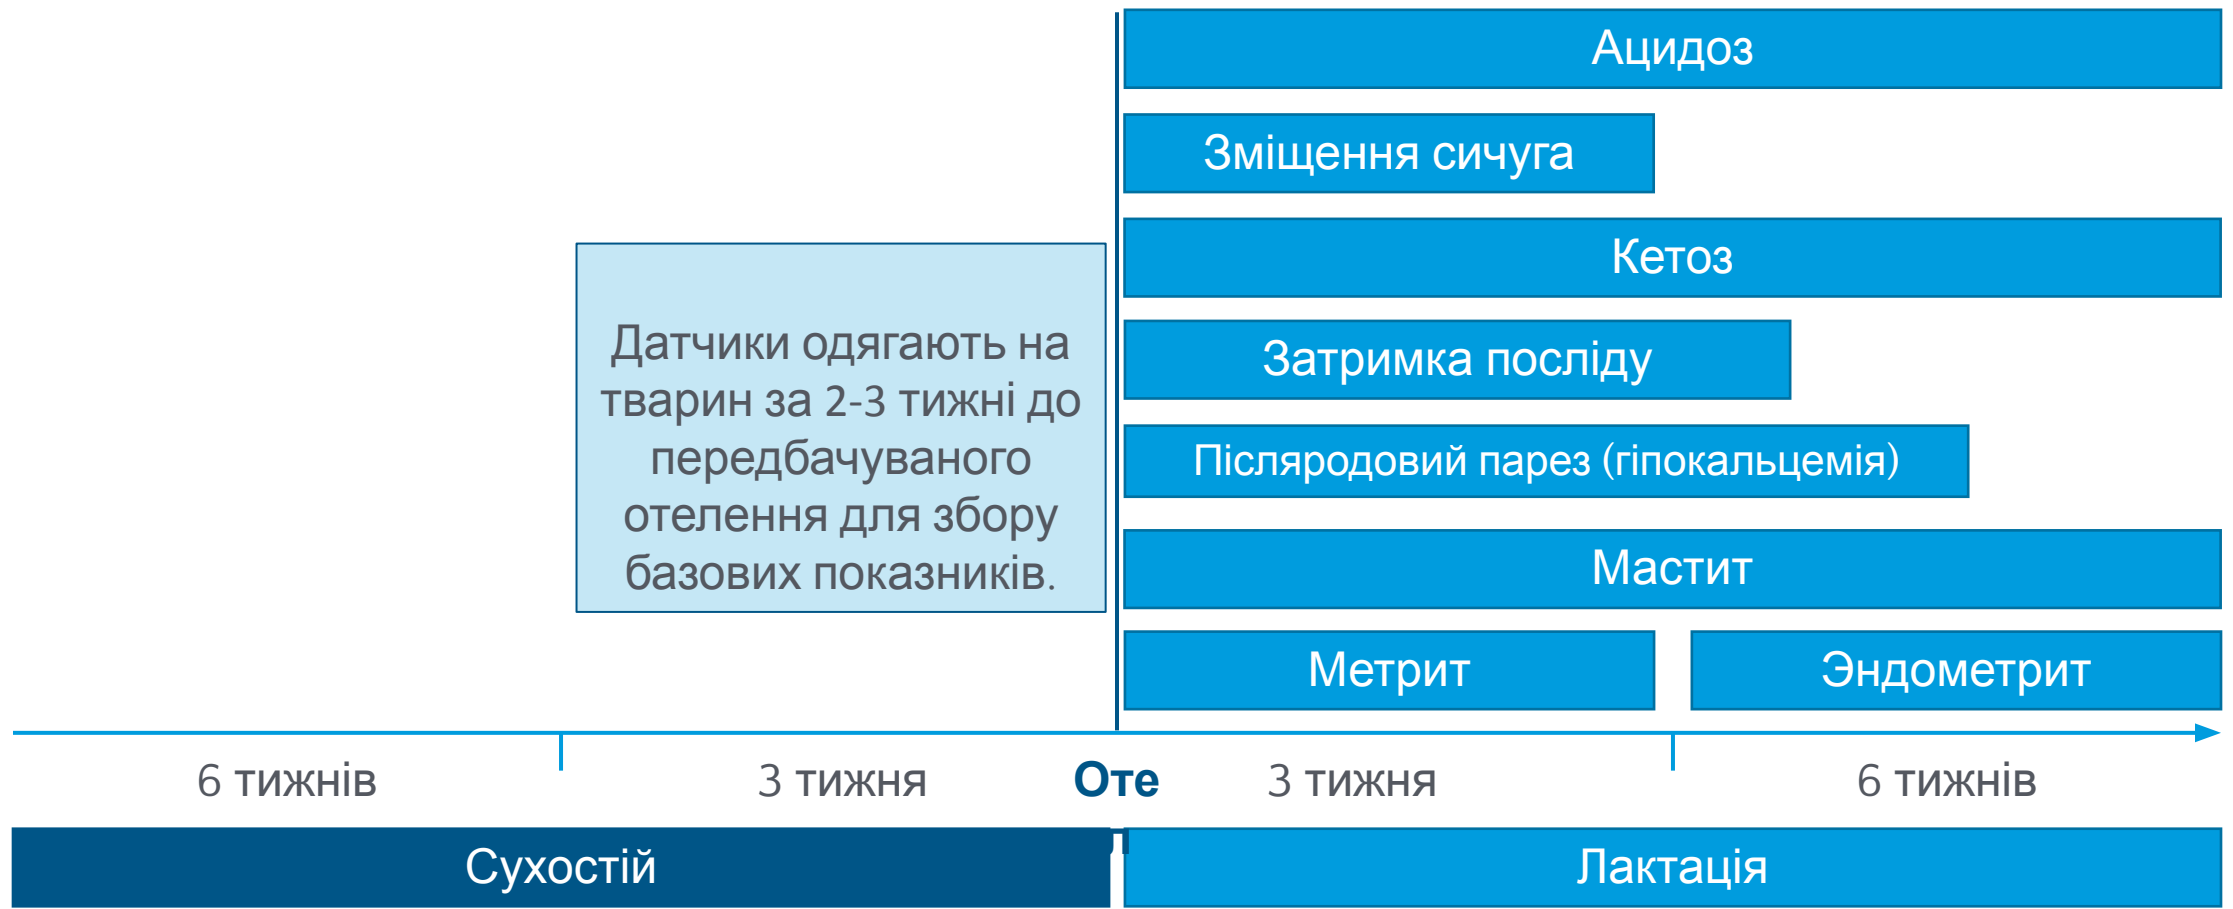 Ацидоз
Зміщення сичуга
Кетоз
Датчики одягають на
тварин за 2-3 тижні до
передбачуваного
отелення для збору
базових показників.
Затримка посліду
Післяродовий парез (гіпокальцемія)
Мастит
Метрит
Эндометрит
6 тижнів
3 тижня
Оте
3 тижня
6 тижнів
Сухостій
Лактація